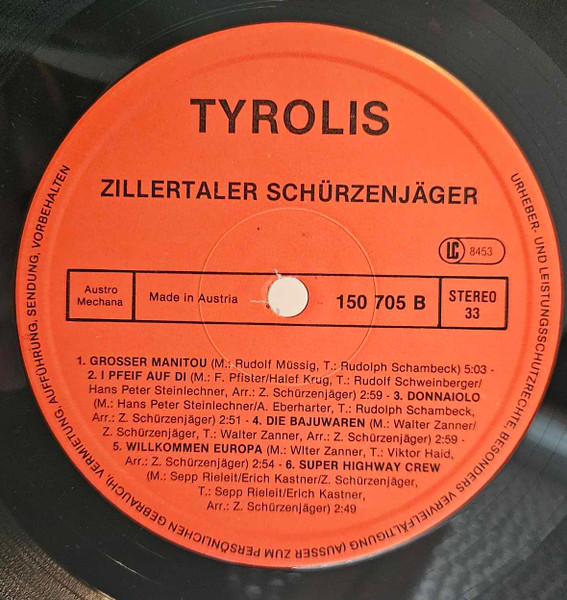 TYROLIS
ZILLERTALER SCHÜRZENJÄGER
LC 8453
Austro
Mechana
Made in Austria
150 705 B
STEREO
33
1. GROSSER MANITOU (M.: Rudolf Müssig, T.: Rudolph Schambeck) 5:03 -
2. I PFEIF AUF DI (M.: F. Pfister/Halef Krug, T.: Rudolf Schweinberger/
Hans Peter Steinlechner, Arr.: Z. Schürzenjäger) 2:59 - 3. DONNAIOLO
(M.: Hans Peter Steinlechner/A. Eberharter, T.: Rudolph Schambeck,
Arr.: Z. Schürzenjäger) 2:51 - 4. DIE BAJUWAREN (M.: Walter Zanner/
Z. Schürzenjäger, T.: Walter Zanner, Arr.: Z. Schürzenjäger) 2:59 -
5. WILLKOMMEN EUROPA (M.: Wlter Zanner, T.: Viktor Haid,
Arr.: Z. Schürzenjäger) 2:54 - 6. SUPER HIGHWAY CREW
(M.: Sepp Rieleit/Erich Kastner/Z. Schürzenjäger,
T.: Sepp Rieleit/Erich Kastner,
Arr.: Z. Schürzenjäger) 2:49
URHEBER- UND LEISTUNGSSCHUTZRECHTE, BESONDERS VERVIELFÄLTIGUNG (AUSSER ZUM PERSÖNLICHEN GEBRAUCH), VERMIETUNG, AUFFÜHRUNG, SENDUNG, VORBEHALTEN